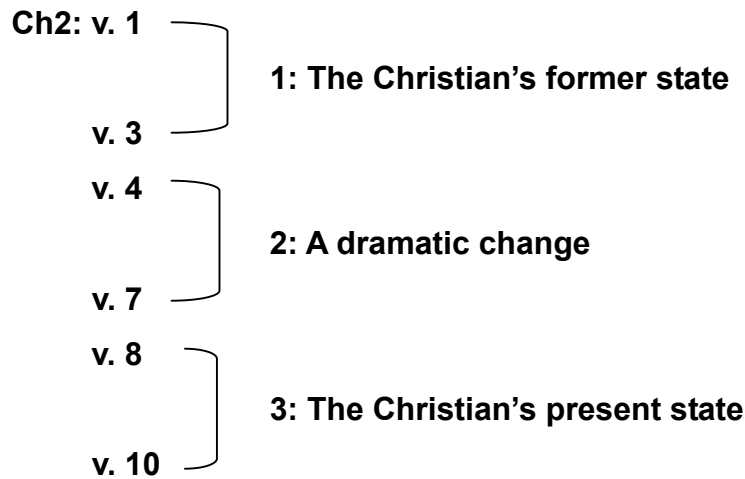 Ch2: v. 1
1: The Christian’s former state
v. 3
v. 4
2: A dramatic change
v. 7
v. 8
3: The Christian’s present state
v. 10